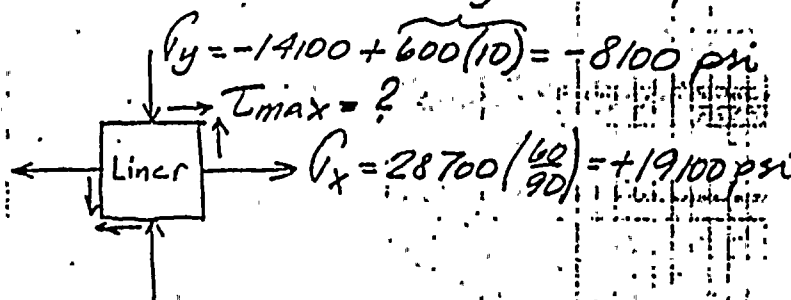 σy = -14100 + 600(10) = -8100 psi
τmax = ?
Liner
σx = 28700 (60/90) = +19100 psi